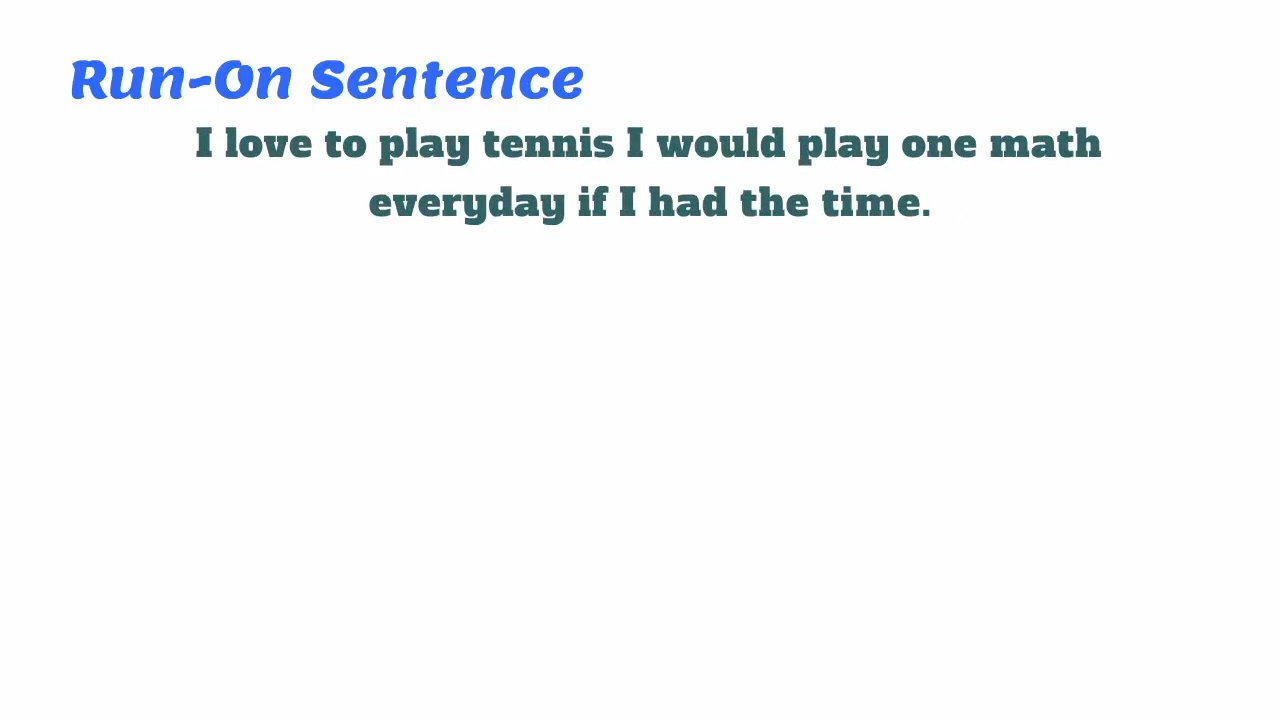 Run-On Sentence
I love to play tennis I would play one math
everyday if I had the time.